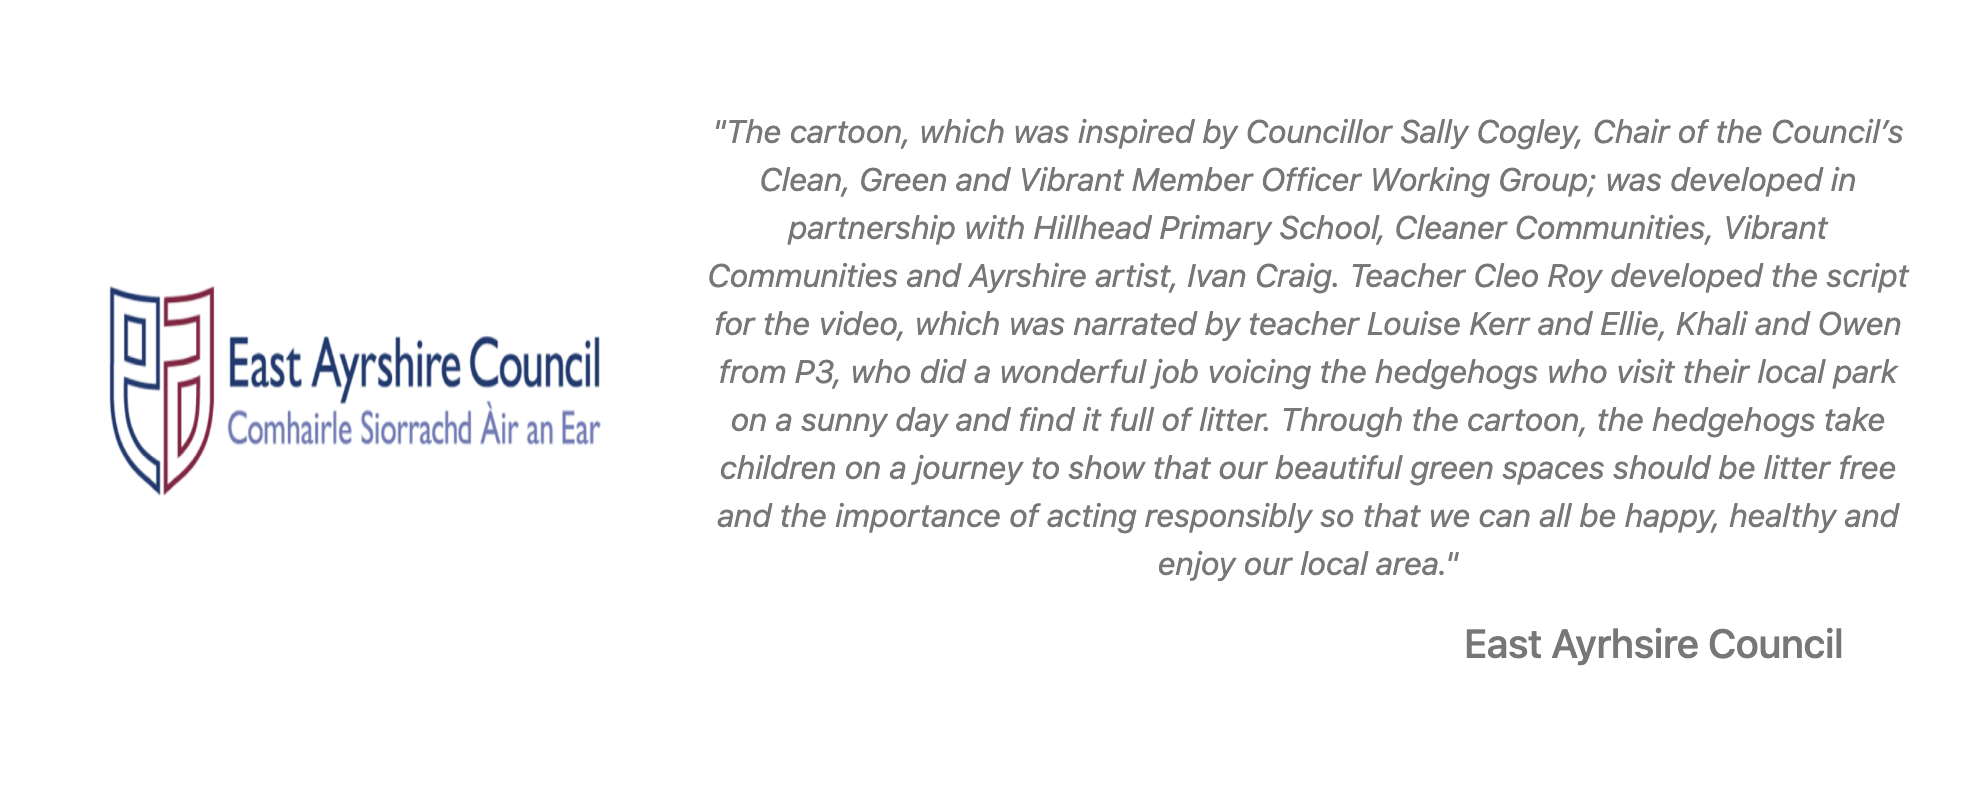 East Ayrshire Council
Comhairle Siorrachd Àir an Ear
"The cartoon, which was inspired by Councillor Sally Cogley, Chair of the Council’s
Clean, Green and Vibrant Member Officer Working Group; was developed in
partnership with Hillhead Primary School, Cleaner Communities, Vibrant
Communities and Ayrshire artist, Ivan Craig. Teacher Cleo Roy developed the script
for the video, which was narrated by teacher Louise Kerr and Ellie, Khali and Owen
from P3, who did a wonderful job voicing the hedgehogs who visit their local park
on a sunny day and find it full of litter. Through the cartoon, the hedgehogs take
children on a journey to show that our beautiful green spaces should be litter free
and the importance of acting responsibly so that we can all be happy, healthy and
enjoy our local area."
East Ayrhsire Council